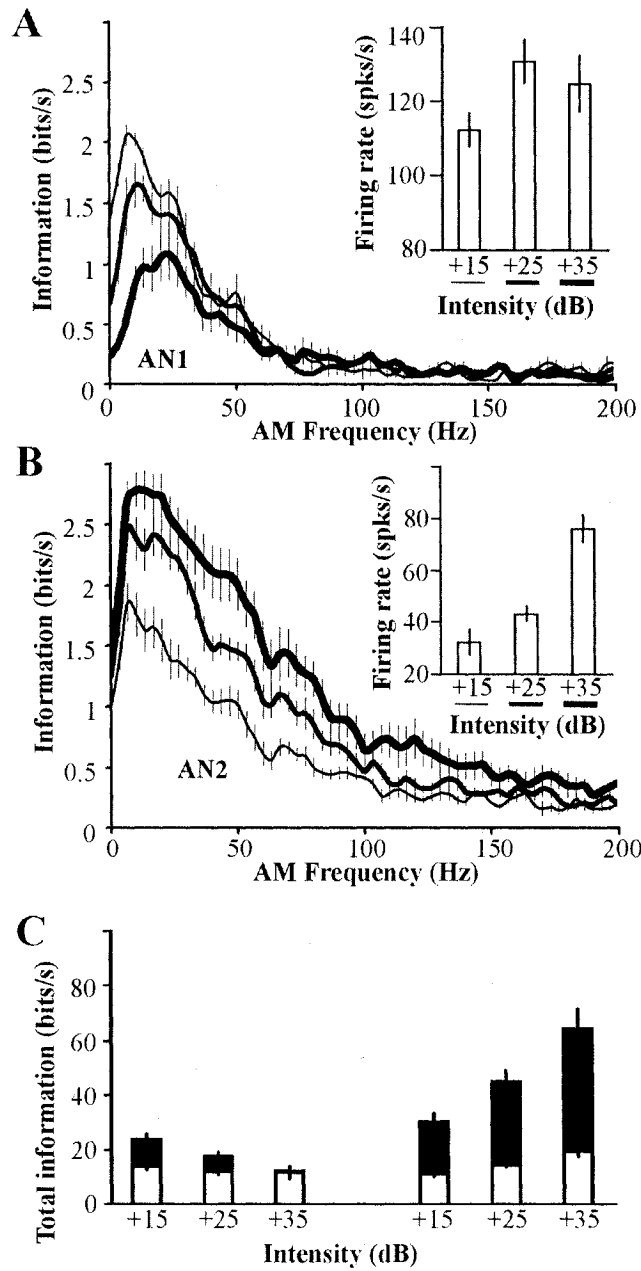 A
Information (bits/s)
3
2.5
2
1.5
1
0.5
0
AN1
0 50 100 150 200
AM Frequency (Hz)
Firing rate (spks/s)
140
120
100
80
+15 +25 +35
Intensity (dB)
B
Information (bits/s)
2.5
2
1.5
1
0.5
0
AN2
0 50 100 150 200
AM Frequency (Hz)
Firing rate (spks/s)
80
60
40
20
+15 +25 +35
Intensity (dB)
C
Total information (bits/s)
80
60
40
20
0
+15 +25 +35 +15 +25 +35
Intensity (dB)